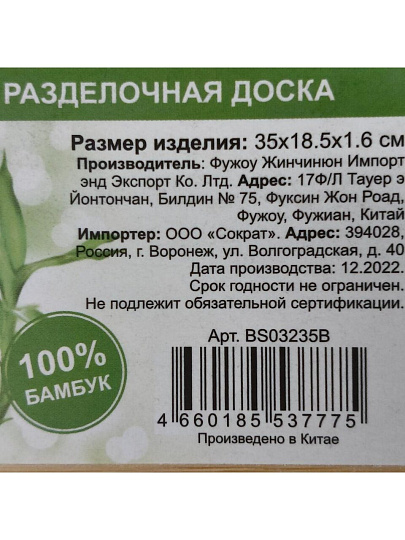 РАЗДЕЛОЧНАЯ ДОСКА
Размер изделия: 35х18.5х1.6 см
Производитель: Фужоу Жинчинюн Импорт
энд Экспорт Ко. Лтд. Адрес: 17Ф/Л Тауер э
Йонтончан, Билдин № 75, Фуксин Жон Роад,
Фужоу, Фужиан, Китай
Импортер: ООО «Сократ». Адрес: 394028,
Россия, г. Воронеж, ул. Волгоградская, д. 40
Дата производства: 12.2022.
Срок годности не ограничен.
Не подлежит обязательной сертификации.
Арт. BS03235B
100%
БАМБУК
4 660185 537775
Произведено в Китае